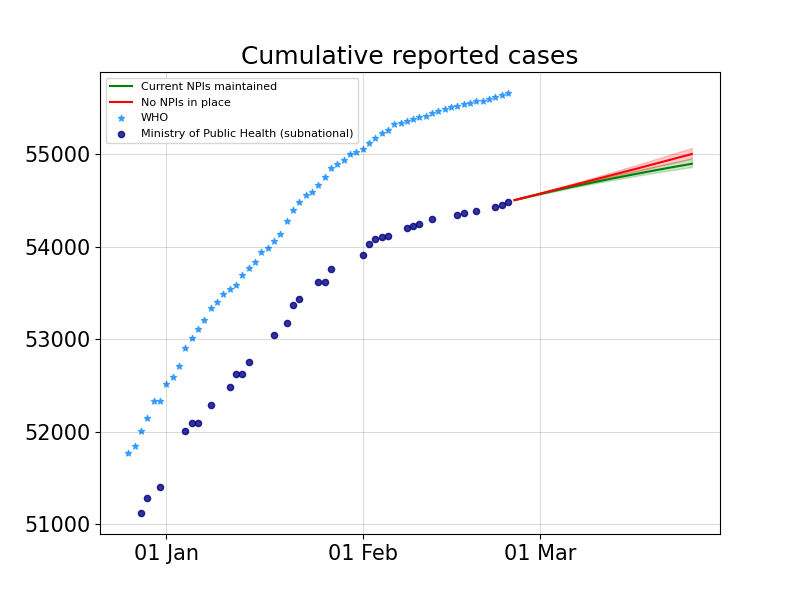 Cumulative reported cases
Current NPIs maintained
No NPIs in place
WHO
Ministry of Public Health (subnational)
55000
54000
53000
52000
51000
01 Jan
01 Feb
01 Mar